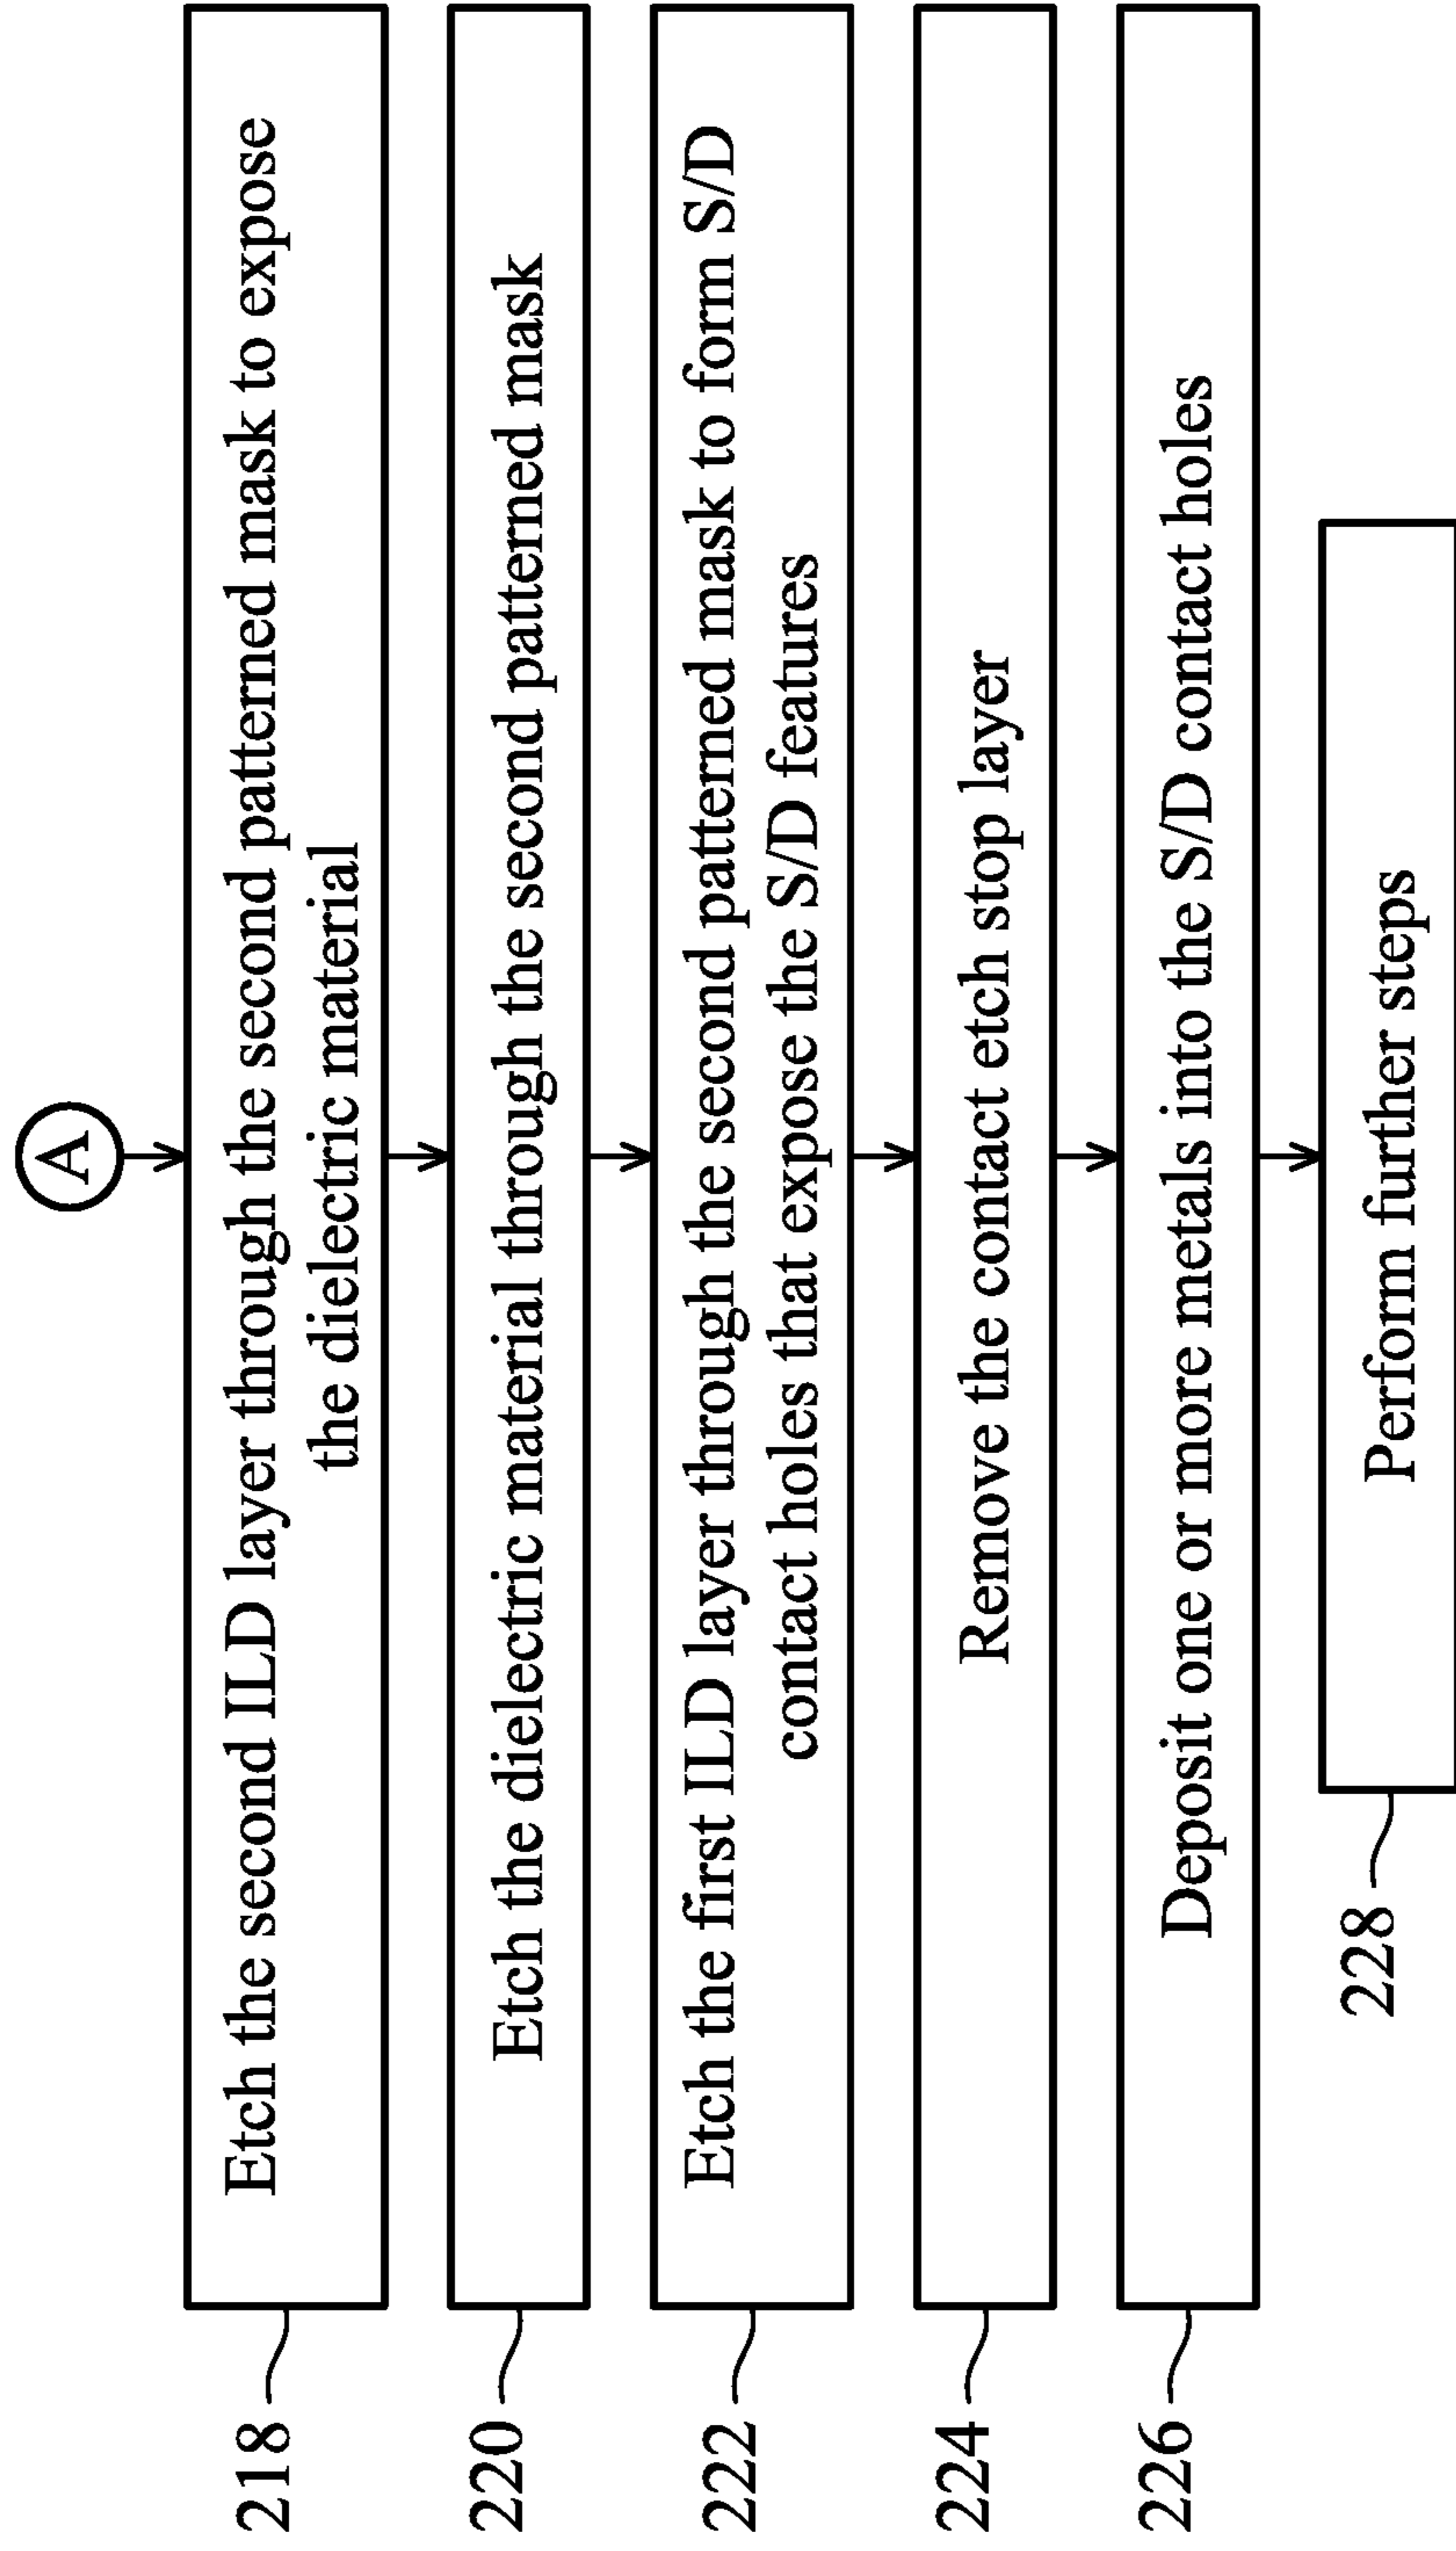 A
218
Etch the second ILD layer through the second patterned mask to expose
the dielectric material
220
Etch the dielectric material through the second patterned mask
222
Etch the first ILD layer through the second patterned mask to form S/D
contact holes that expose the S/D features
224
Remove the contact etch stop layer
226
Deposit one or more metals into the S/D contact holes
228
Perform further steps